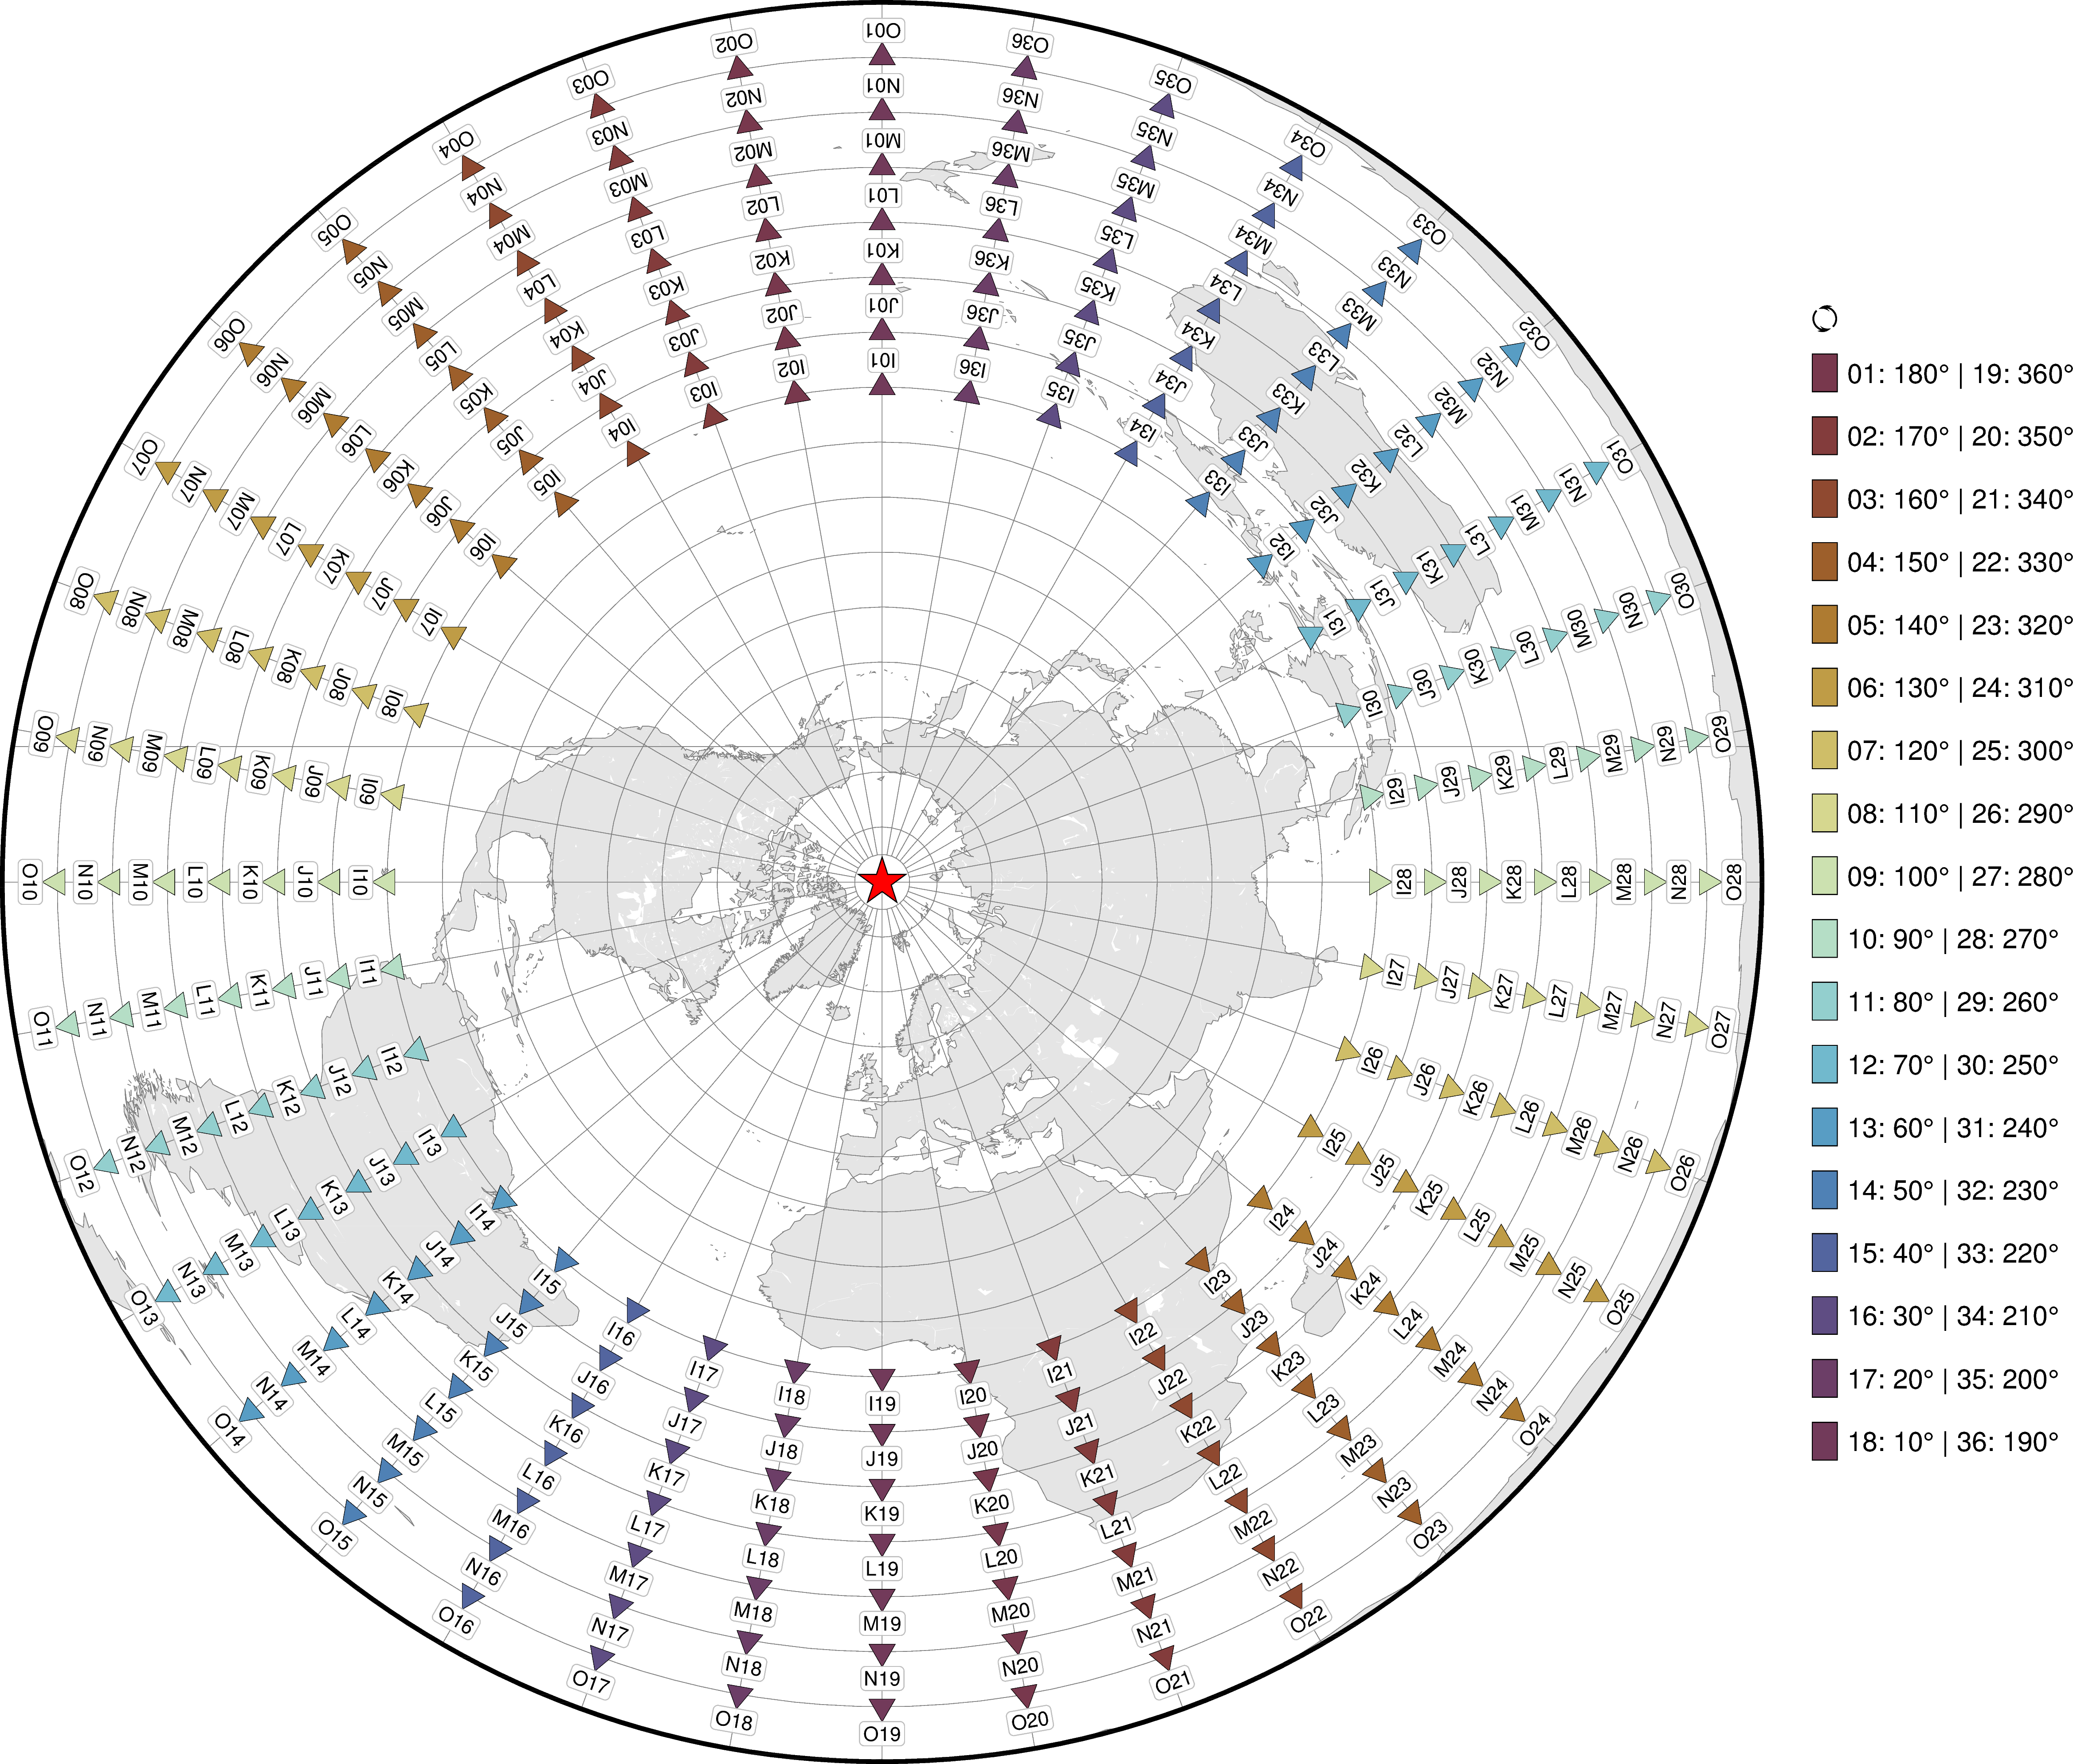 O01
N01
M01
L01
K01
J01
I01
O02
N02
M02
L02
K02
J02
I02
O03
N03
M03
L03
K03
J03
I03
O04
N04
M04
L04
K04
J04
I04
O05
N05
M05
L05
K05
J05
I05
O06
N06
M06
L06
K06
J06
I06
O07
N07
M07
L07
K07
J07
I07
O08
N08
M08
L08
K08
J08
I08
O09
N09
M09
L09
K09
J09
I09
O10
N10
M10
L10
K10
J10
I10
O11
N11
M11
L11
K11
J11
I11
O12
N12
M12
L12
K12
J12
I12
O13
N13
M13
L13
K13
J13
I13
O14
N14
M14
L14
K14
J14
I14
O15
N15
M15
L15
K15
J15
I15
O16
N16
M16
L16
K16
J16
I16
O17
N17
M17
L17
K17
J17
I17
O18
N18
M18
L18
K18
J18
I18
O19
N19
M19
L19
K19
J19
I19
O20
N20
M20
L20
K20
J20
I20
O21
N21
M21
L21
K21
J21
I21
O22
N22
M22
L22
K22
J22
I22
O23
N23
M23
L23
K23
J23
I23
O24
N24
M24
L24
K24
J24
I24
O25
N25
M25
L25
K25
J25
I25
O26
N26
M26
L26
K26
J26
I26
O27
N27
M27
L27
K27
J27
I27
O28
N28
M28
L28
K28
J28
I28
O29
N29
M29
L29
K29
J29
I29
O30
N30
M30
L30
K30
J30
I30
O31
N31
M31
L31
K31
J31
I31
O32
N32
M32
L32
K32
J32
I32
O33
N33
M33
L33
K33
J33
I33
O34
N34
M34
L34
K34
J34
I34
O35
N35
M35
L35
K35
J35
I35
O36
N36
M36
L36
K36
J36
I36
01: 180° | 19: 360°
02: 170° | 20: 350°
03: 160° | 21: 340°
04: 150° | 22: 330°
05: 140° | 23: 320°
06: 130° | 24: 310°
07: 120° | 25: 300°
08: 110° | 26: 290°
09: 100° | 27: 280°
10: 90° | 28: 270°
11: 80° | 29: 260°
12: 70° | 30: 250°
13: 60° | 31: 240°
14: 50° | 32: 230°
15: 40° | 33: 220°
16: 30° | 34: 210°
17: 20° | 35: 200°
18: 10° | 36: 190°